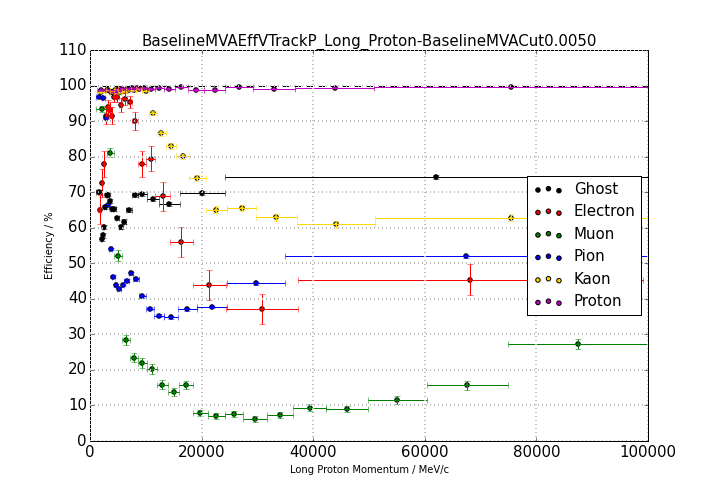 BaselineMVAEffVTrackP_Long_Proton-BaselineMVACut0.0050
Efficiency / %
110
100
90
80
70
60
50
40
30
20
10
0
Ghost
Electron
Muon
Pion
Kaon
Proton
0 20000 40000 60000 80000 100000
Long Proton Momentum / MeV/c